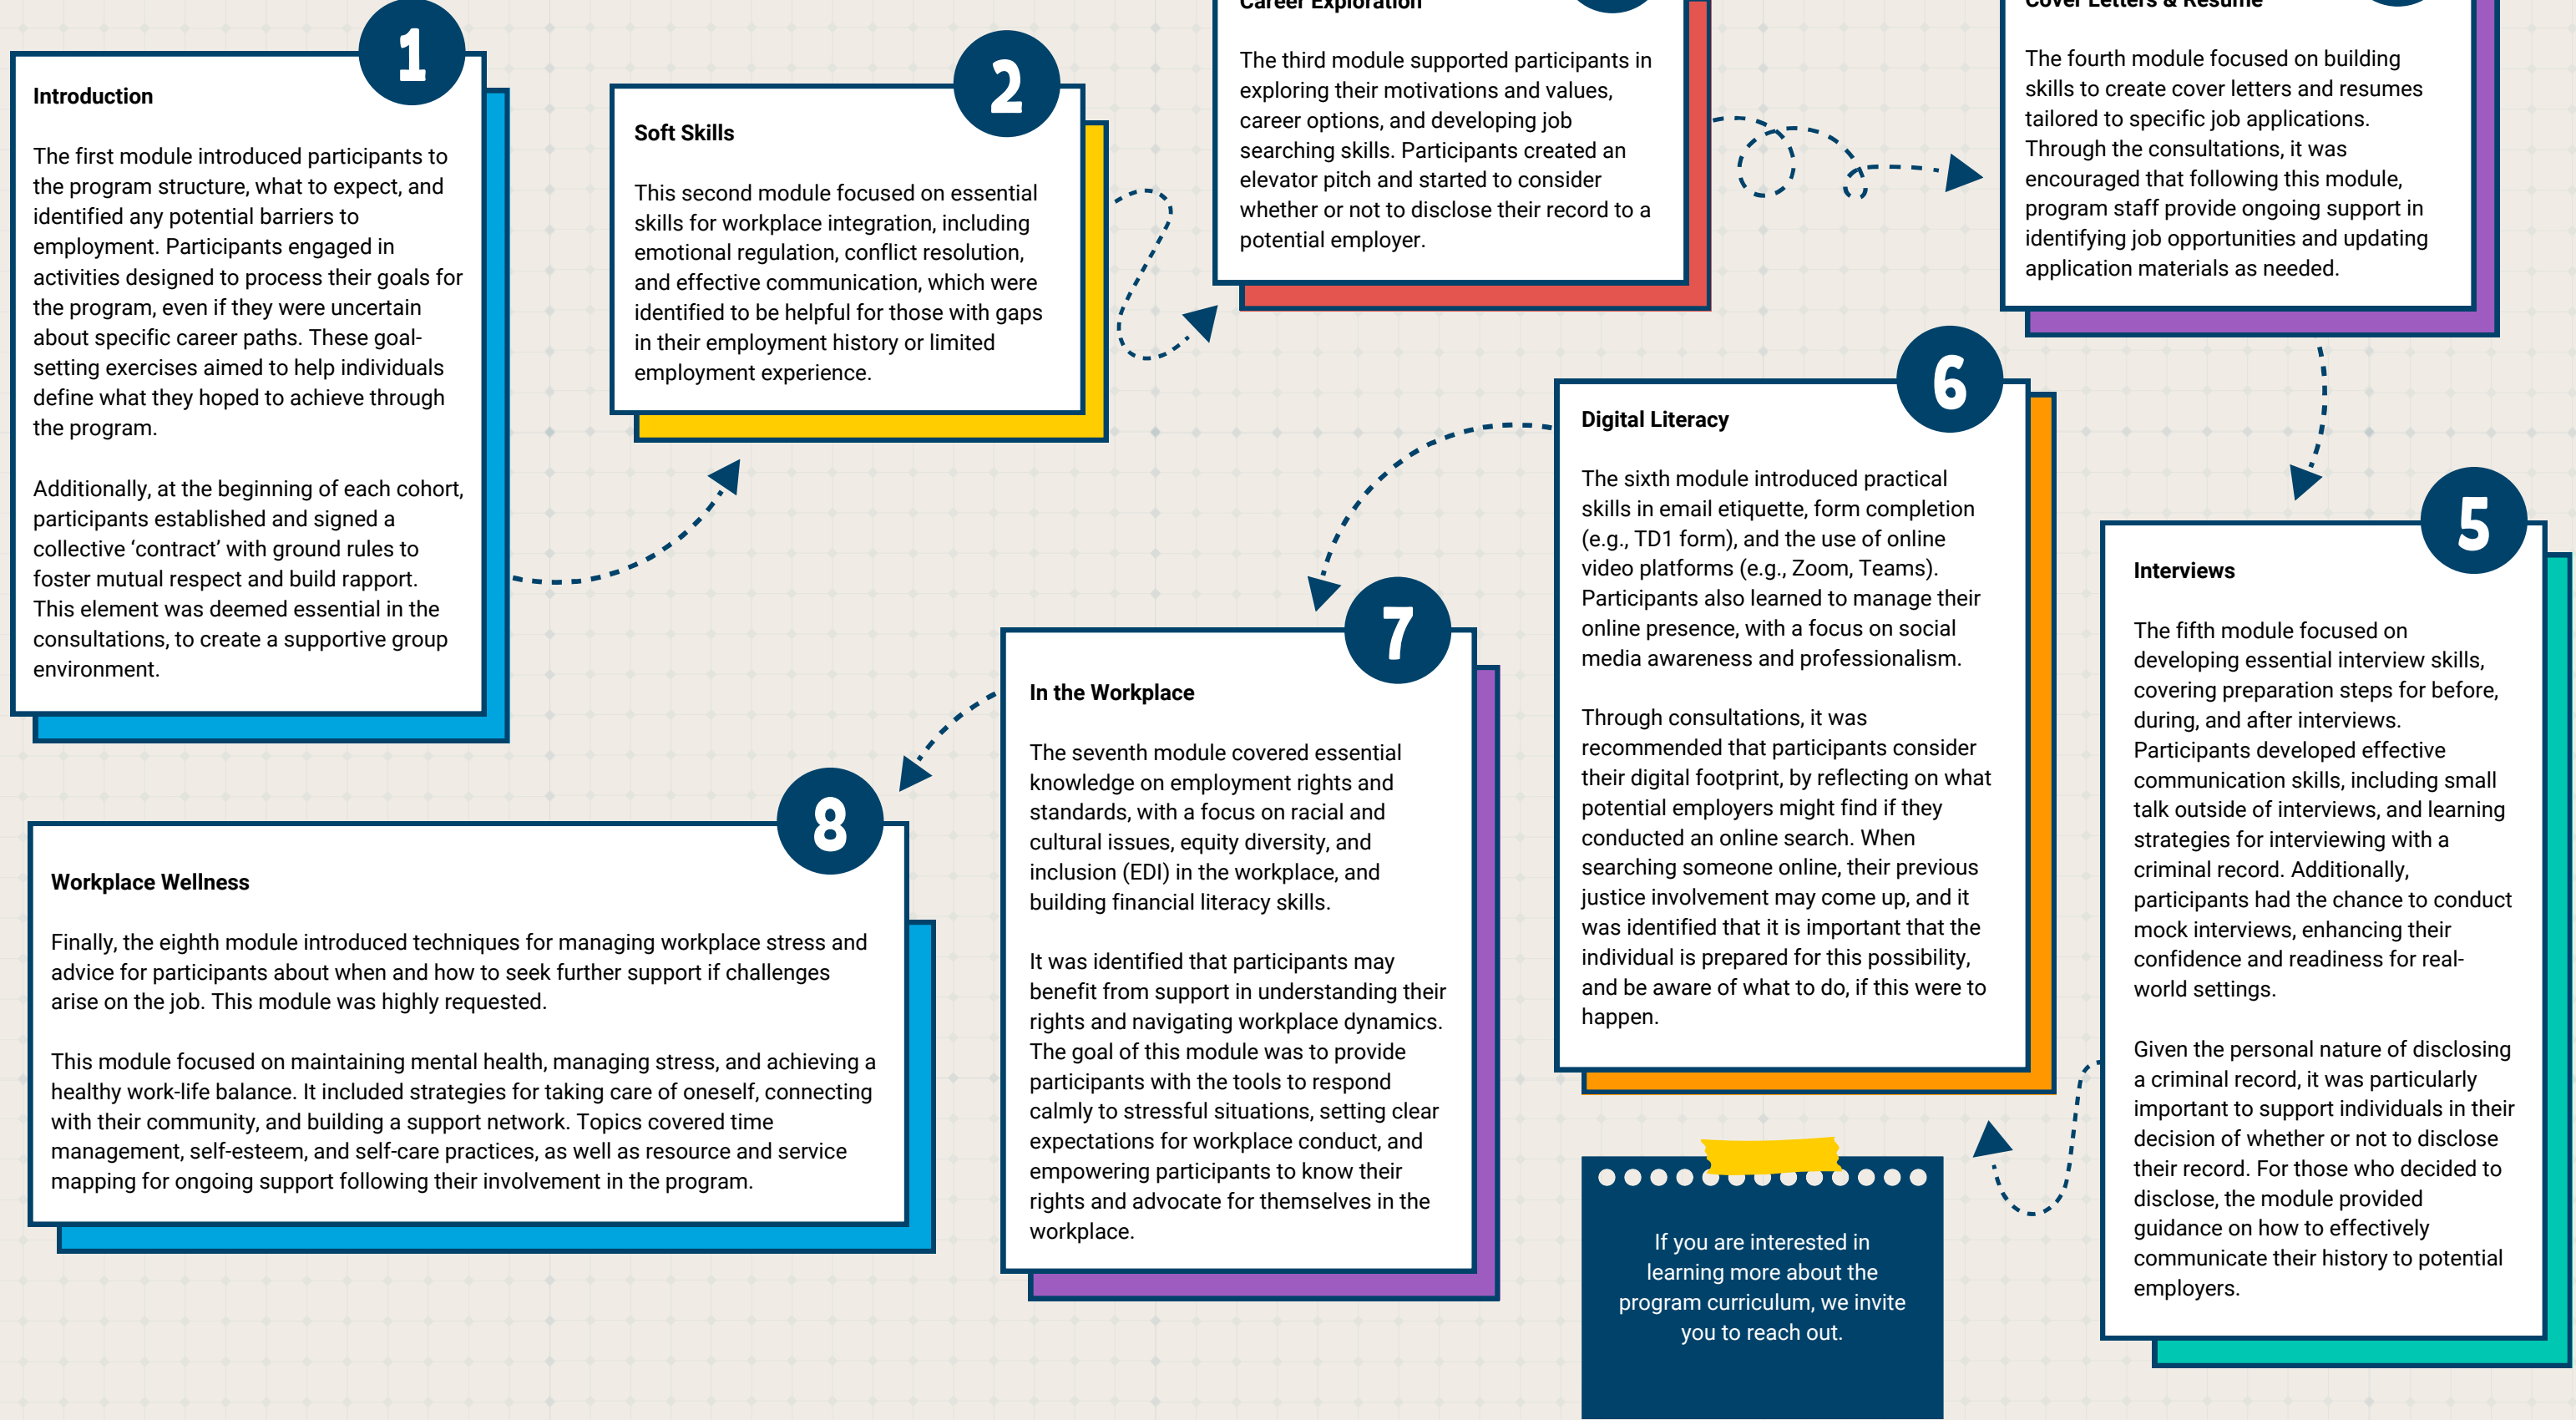 1
Introduction
The first module introduced participants to
the program structure, what to expect, and
identified any potential barriers to
employment. Participants engaged in
activities designed to process their goals for
the program, even if they were uncertain
about specific career paths. These goal-
setting exercises aimed to help individuals
define what they hoped to achieve through
the program.
Additionally, at the beginning of each cohort,
participants established and signed a
collective ‘contract’ with ground rules to
foster mutual respect and build rapport.
This element was deemed essential in the
consultations, to create a supportive group
environment.
2
Soft Skills
This second module focused on essential
skills for workplace integration, including
emotional regulation, conflict resolution,
and effective communication, which were
identified to be helpful for those with gaps
in their employment history or limited
employment experience.
Career Exploration
The third module supported participants in
exploring their motivations and values,
career options, and developing job
searching skills. Participants created an
elevator pitch and started to consider
whether or not to disclose their record to a
potential employer.
Cover Letters & Resume
The fourth module focused on building
skills to create cover letters and resumes
tailored to specific job applications.
Through the consultations, it was
encouraged that following this module,
program staff provide ongoing support in
identifying job opportunities and updating
application materials as needed.
5
Interviews
The fifth module focused on
developing essential interview skills,
covering preparation steps for before,
during, and after interviews.
Participants developed effective
communication skills, including small
talk outside of interviews, and learning
strategies for interviewing with a
criminal record. Additionally,
participants had the chance to conduct
mock interviews, enhancing their
confidence and readiness for real-
world settings.
Given the personal nature of disclosing
a criminal record, it was particularly
important to support individuals in their
decision of whether or not to disclose
their record. For those who decided to
disclose, the module provided
guidance on how to effectively
communicate their history to potential
employers.
6
Digital Literacy
The sixth module introduced practical
skills in email etiquette, form completion
(e.g., TD1 form), and the use of online
video platforms (e.g., Zoom, Teams).
Participants also learned to manage their
online presence, with a focus on social
media awareness and professionalism.
Through consultations, it was
recommended that participants consider
their digital footprint, by reflecting on what
potential employers might find if they
conducted an online search. When
searching someone online, their previous
justice involvement may come up, and it
was identified that it is important that the
individual is prepared for this possibility,
and be aware of what to do, if this were to
happen.
7
In the Workplace
The seventh module covered essential
knowledge on employment rights and
standards, with a focus on racial and
cultural issues, equity diversity, and
inclusion (EDI) in the workplace, and
building financial literacy skills.
It was identified that participants may
benefit from support in understanding their
rights and navigating workplace dynamics.
The goal of this module was to provide
participants with the tools to respond
calmly to stressful situations, setting clear
expectations for workplace conduct, and
empowering participants to know their
rights and advocate for themselves in the
workplace.
8
Workplace Wellness
Finally, the eighth module introduced techniques for managing workplace stress and
advice for participants about when and how to seek further support if challenges
arise on the job. This module was highly requested.
This module focused on maintaining mental health, managing stress, and achieving a
healthy work-life balance. It included strategies for taking care of oneself, connecting
with their community, and building a support network. Topics covered time
management, self-esteem, and self-care practices, as well as resource and service
mapping for ongoing support following their involvement in the program.
If you are interested in
learning more about the
program curriculum, we invite
you to reach out.